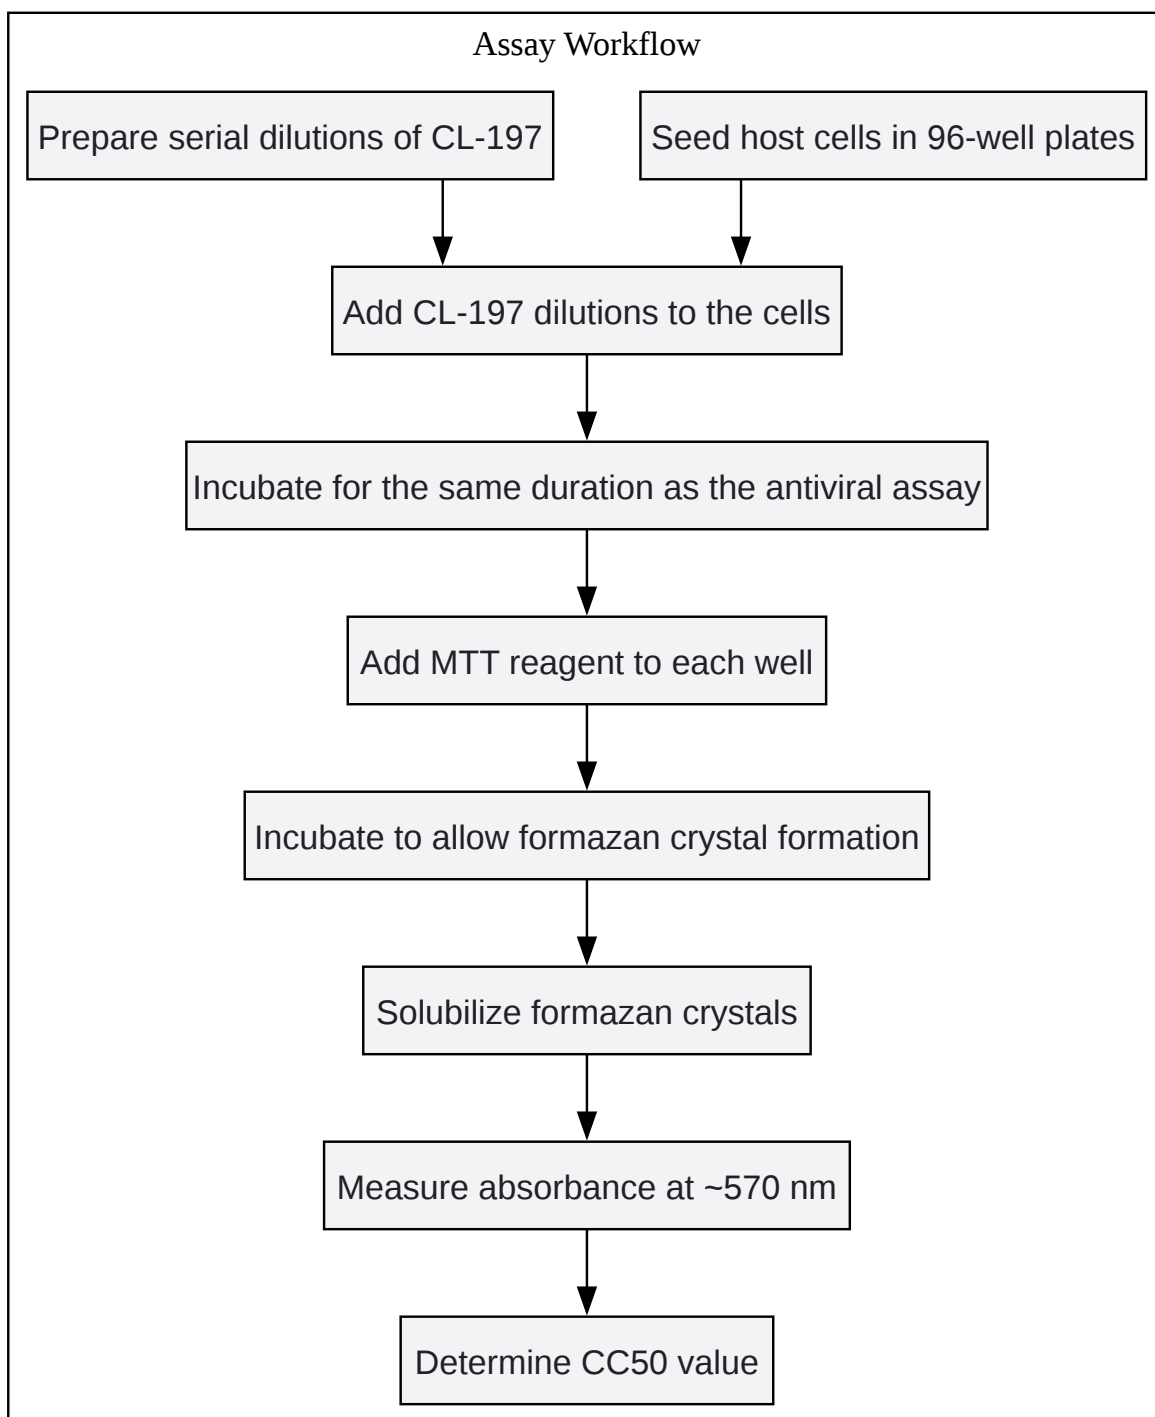 Assay Workflow
Prepare serial dilutions of CL-197
Seed host cells in 96-well plates
Add CL-197 dilutions to the cells
Incubate for the same duration as the antiviral assay
Add MTT reagent to each well
Incubate to allow formazan crystal formation
Solubilize formazan crystals
Measure absorbance at ~570 nm
Determine CC50 value